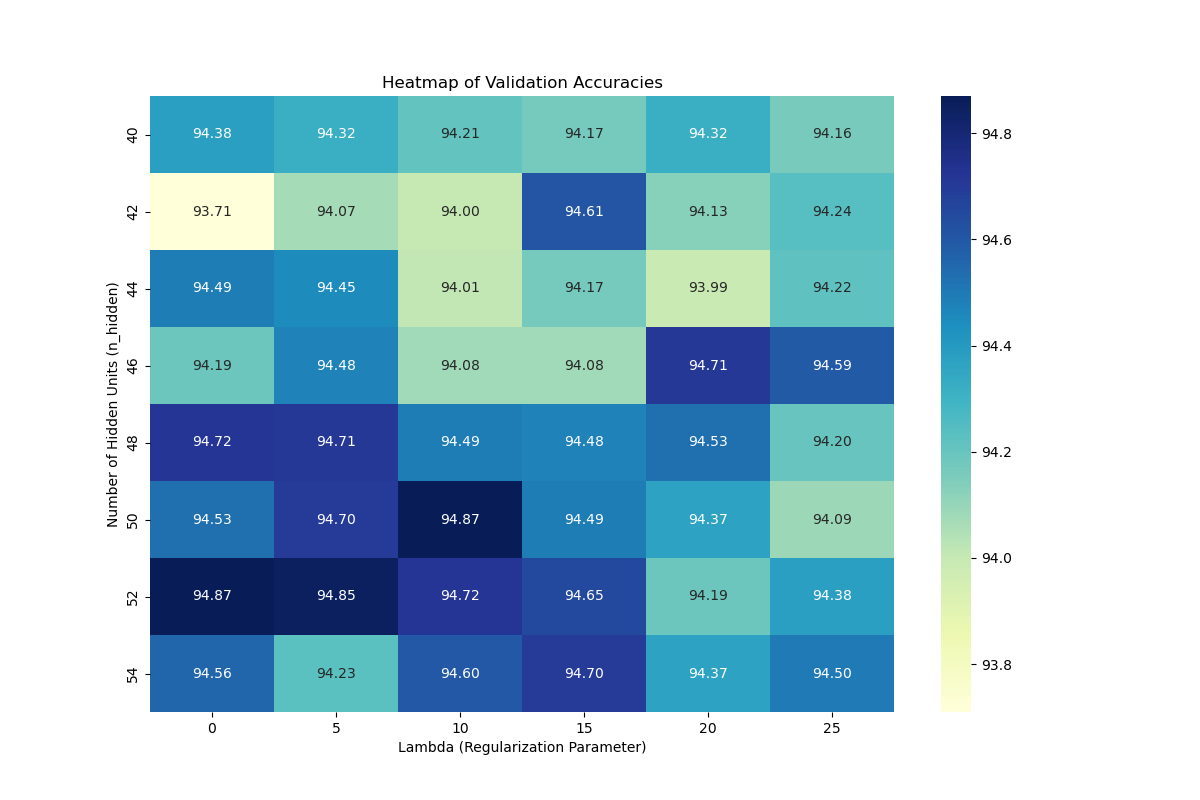 Heatmap of Validation Accuracies
40 94.38 94.32 94.21 94.17 94.32 94.16
42 93.71 94.07 94.00 94.61 94.13 94.24
44 94.49 94.45 94.01 94.17 93.99 94.22
46 94.19 94.48 94.08 94.08 94.71 94.59
48 94.72 94.71 94.49 94.48 94.53 94.20
50 94.53 94.70 94.87 94.49 94.37 94.09
52 94.87 94.85 94.72 94.65 94.19 94.38
54 94.56 94.23 94.60 94.70 94.37 94.50
0 5 10 15 20 25
Lambda (Regularization Parameter)
Number of Hidden Units (n_hidden)
94.8
94.6
94.4
94.2
94.0
93.8